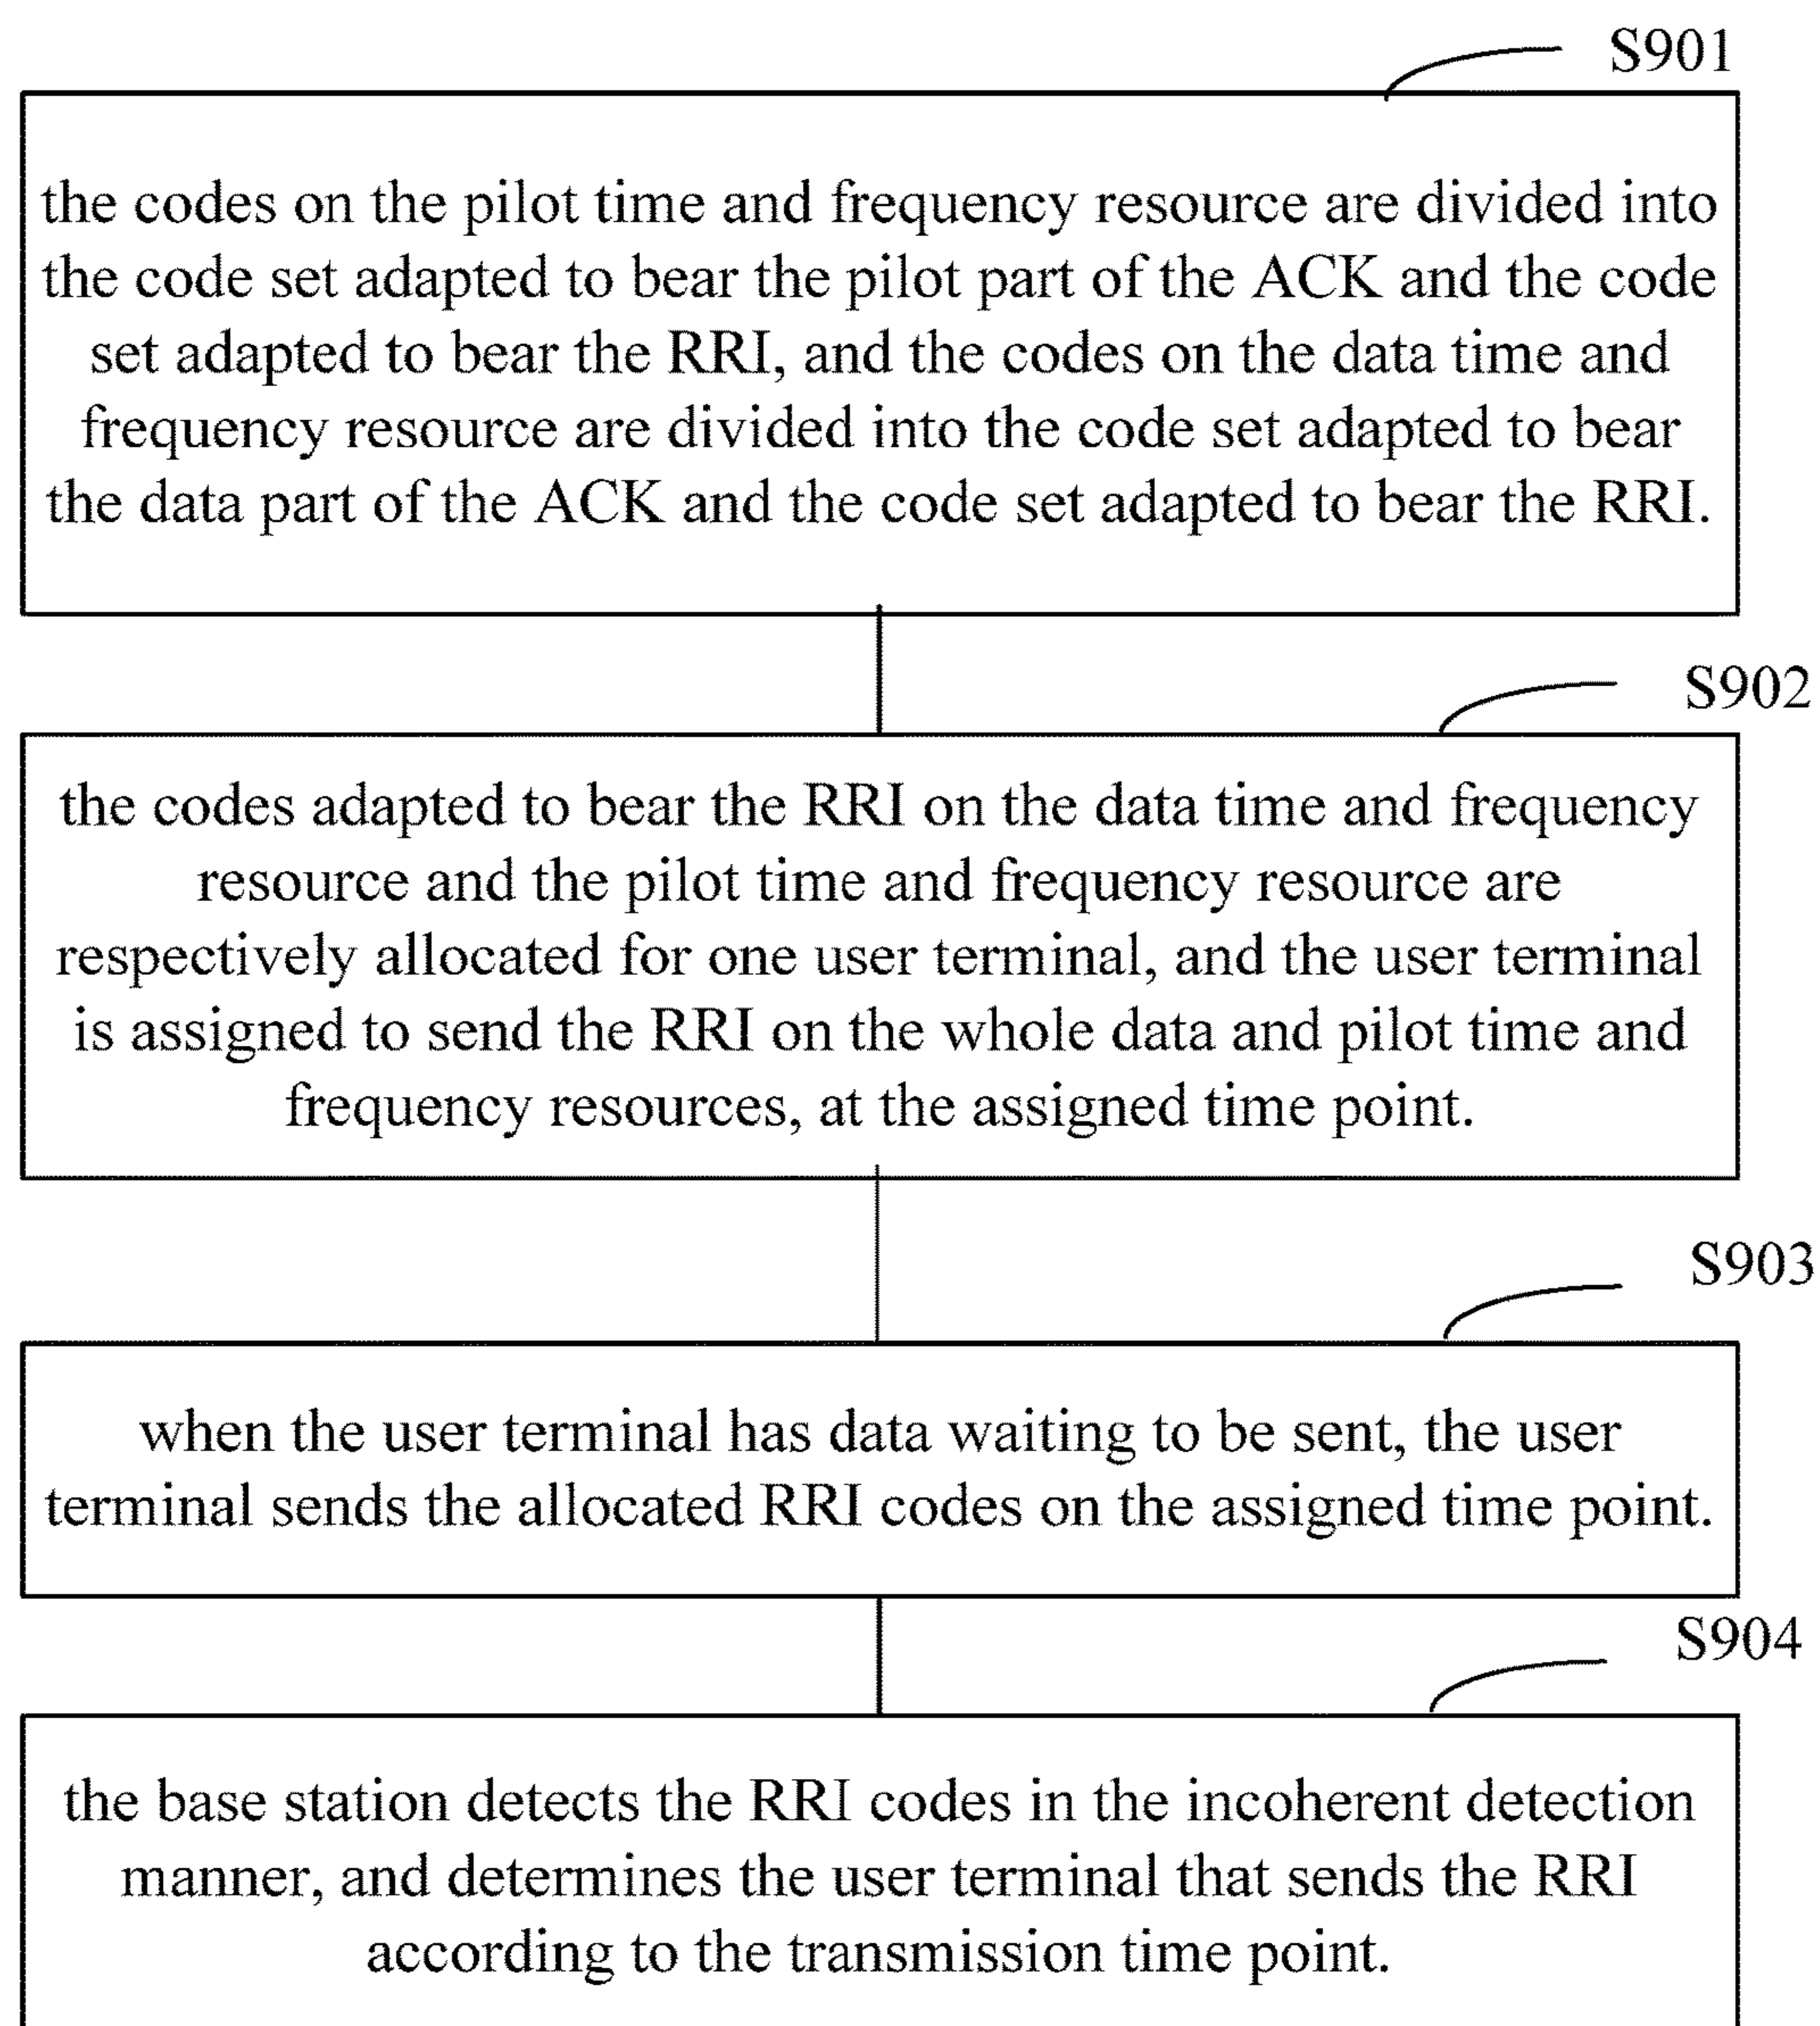 S901
the codes on the pilot time and frequency resource are divided into
the code set adapted to bear the pilot part of the ACK and the code
set adapted to bear the RRI, and the codes on the data time and
frequency resource are divided into the code set adapted to bear
the data part of the ACK and the code set adapted to bear the RRI.
S902
the codes adapted to bear the RRI on the data time and frequency
resource and the pilot time and frequency resource are
respectively allocated for one user terminal, and the user terminal
is assigned to send the RRI on the whole data and pilot time and
frequency resources, at the assigned time point.
S903
when the user terminal has data waiting to be sent, the user
terminal sends the allocated RRI codes on the assigned time point.
S904
the base station detects the RRI codes in the incoherent detection
manner, and determines the user terminal that sends the RRI
according to the transmission time point.